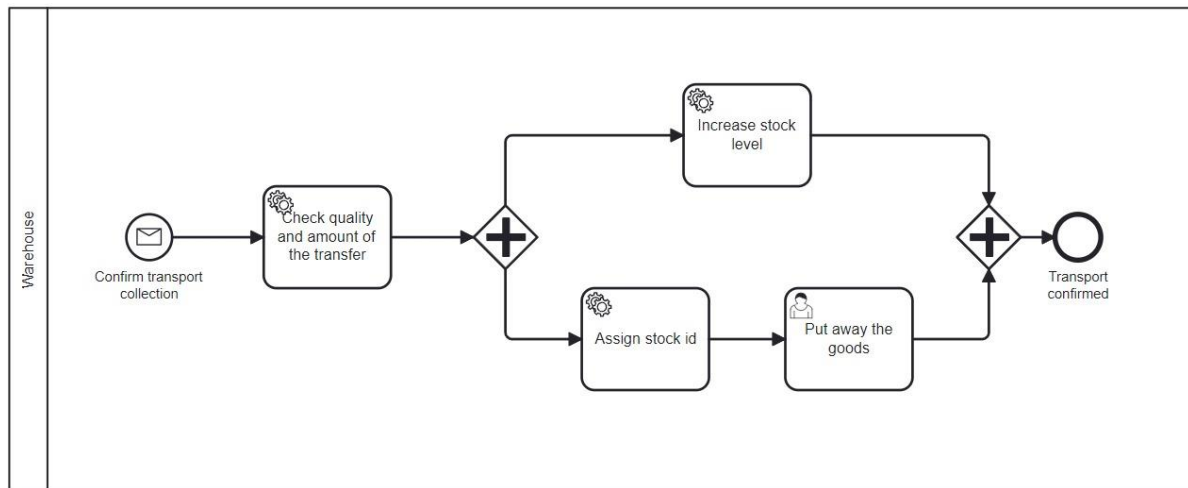 Warehouse
Confirm transport
collection
Check quality
and amount of
the transfer
Increase stock
level
Assign stock id
Put away the
goods
Transport
confirmed